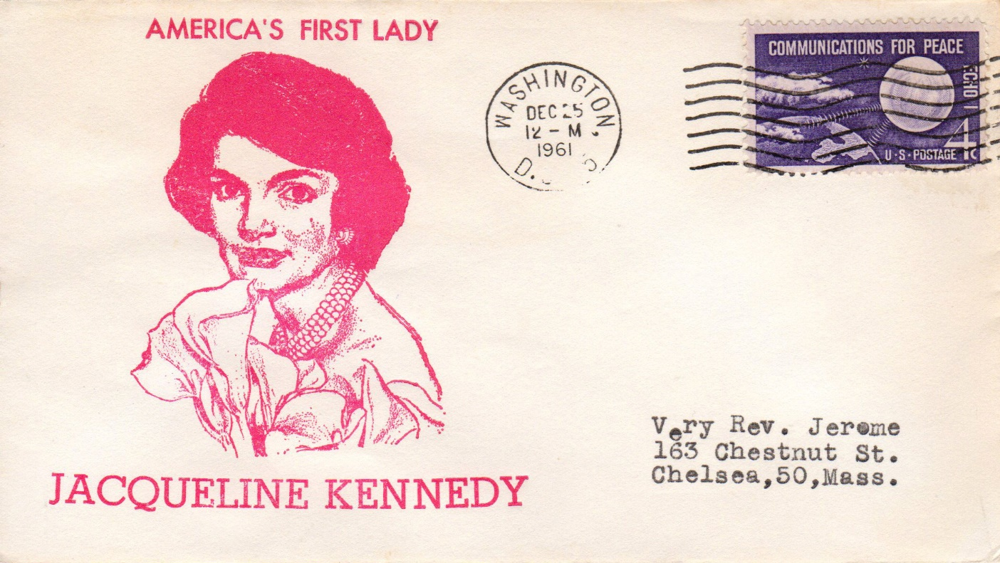 AMERICA'S FIRST LADY
JACQUELINE KENNEDY
WASHINGTON,
DEC 25
12 - M
1961
D.
COMMUNICATIONS FOR PEACE
ECHO I
4c
U·S·POSTAGE
Very Rev. Jerome
163 Chestnut St.
Chelsea,50,Mass.